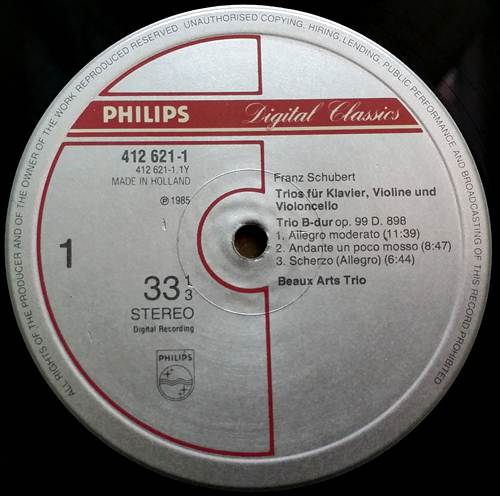 ALL RIGHTS OF THE PRODUCER AND OF THE OWNER OF THE WORK REPRODUCED RESERVED UNAUTHORISED COPYING, HIRING, LENDING, PUBLIC PERFORMANCE AND BROADCASTING OF THIS RECORD PROHIBITED
PHILIPS Digital Classics
412 621-1
412 621-1.1Y
MADE IN HOLLAND
℗ 1985
1
33 1/3
STEREO
Digital Recording
PHILIPS
Franz Schubert
Trios für Klavier, Violine und
Violoncello
Trio B-dur op. 99 D. 898
1. Allegro moderato (11:39)
2. Andante un poco mosso (8:47)
3. Scherzo (Allegro) (6:44)
Beaux Arts Trio